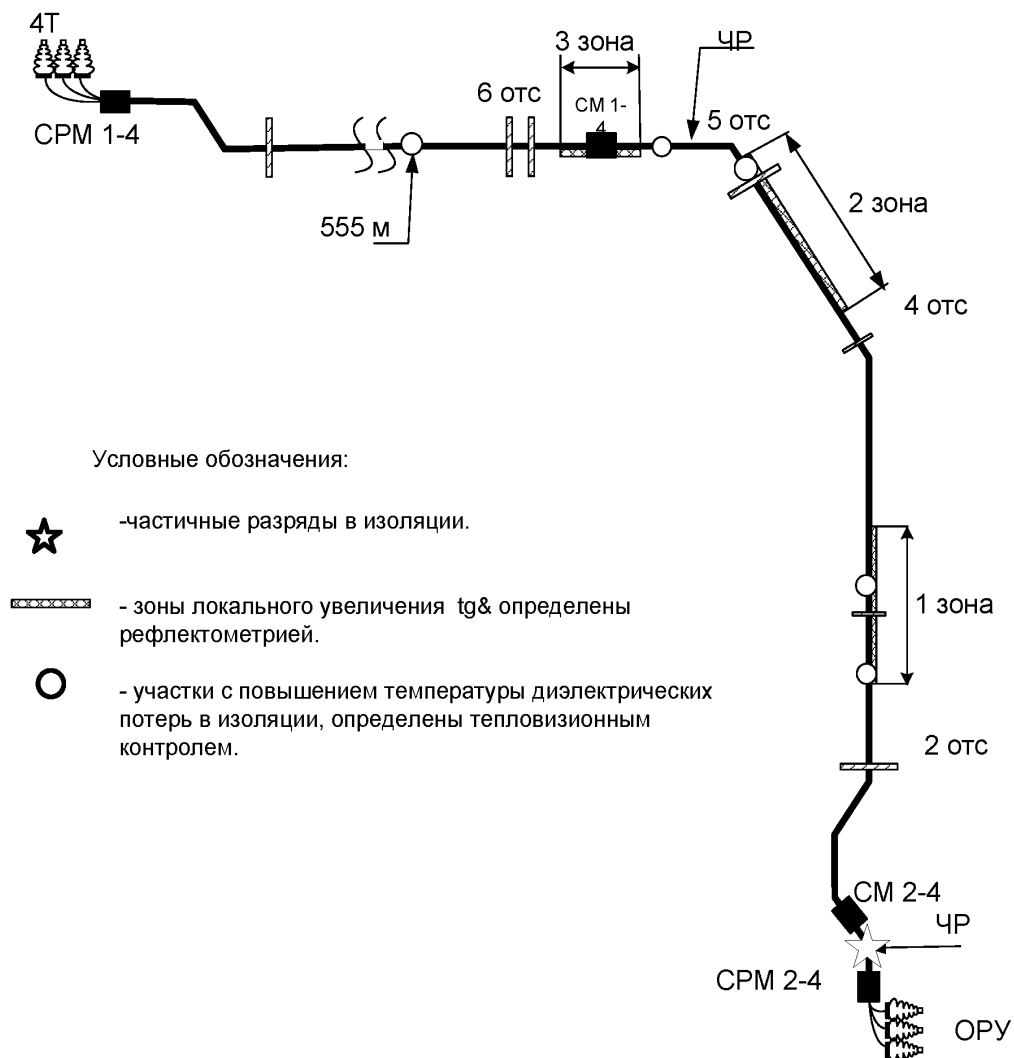 4Т
3 зона
ЧР
6 отс
СМ 1-
4
5 отс
СРМ 1-4
2 зона
555 м
4 отс
Условные обозначения:
-частичные разряды в изоляции.
- зоны локального увеличения tg& определены
рефлектометрией.
1 зона
- участки с повышением температуры диэлектрических
потерь в изоляции, определены тепловизионным
контролем.
2 отс
СМ 2-4
ЧР
СРМ 2-4
ОРУ